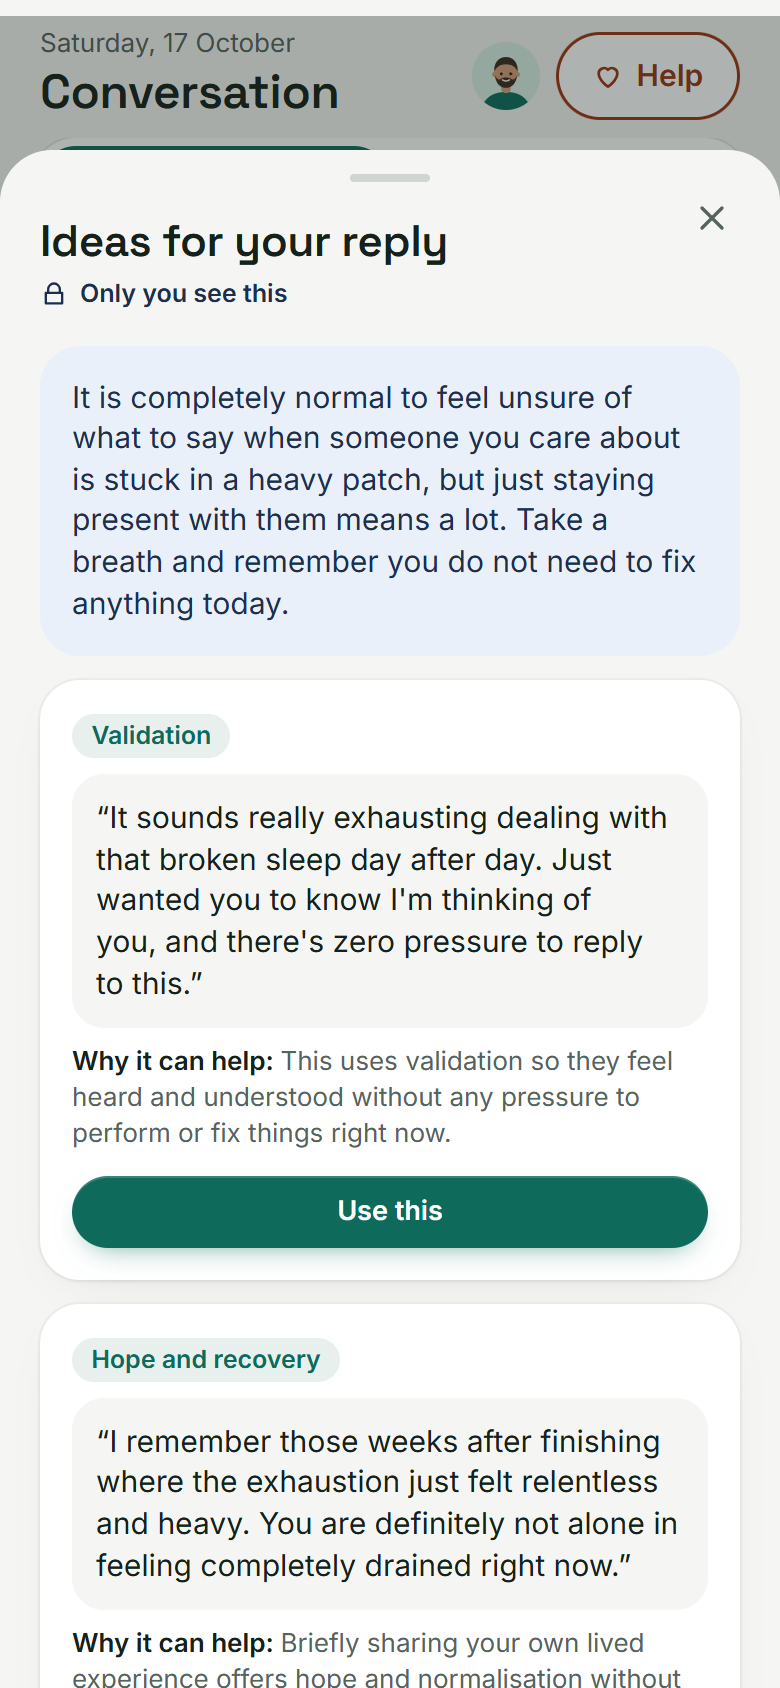 Saturday, 17 October
Conversation
Help
Ideas for your reply
Only you see this
It is completely normal to feel unsure of
what to say when someone you care about
is stuck in a heavy patch, but just staying
present with them means a lot. Take a
breath and remember you do not need to fix
anything today.
Validation
“It sounds really exhausting dealing with
that broken sleep day after day. Just
wanted you to know I'm thinking of
you, and there's zero pressure to reply
to this.”
Why it can help: This uses validation so they feel
heard and understood without any pressure to
perform or fix things right now.
Use this
Hope and recovery
“I remember those weeks after finishing
where the exhaustion just felt relentless
and heavy. You are definitely not alone in
feeling completely drained right now.”
Why it can help: Briefly sharing your own lived
experience offers hope and normalisation without